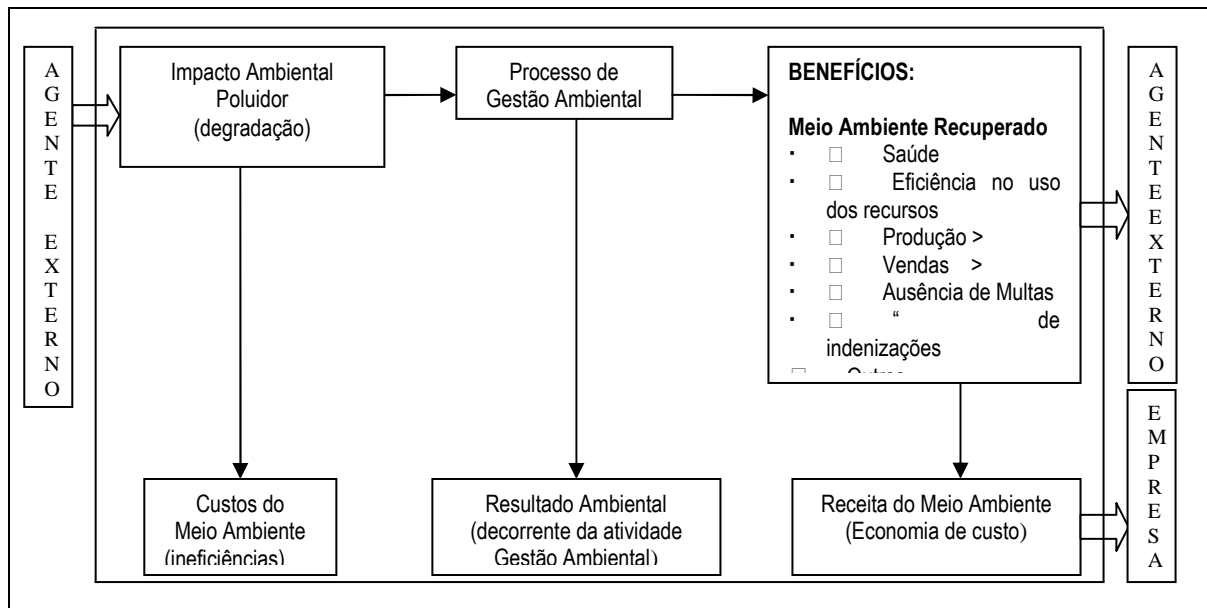 AGENTE EXTERNO
Impacto Ambiental
Poluidor
(degradação)
Processo de
Gestão Ambiental
BENEFÍCIOS:
Meio Ambiente Recuperado
· □ Saúde
· □ Eficiência no uso
dos recursos
· □ Produção >
· □ Vendas >
· □ Ausência de Multas
· □ “ de
indenizações
□ Outros
AGENTE EXTERNO
Custos do
Meio Ambiente
(ineficiências)
Resultado Ambiental
(decorrente da atividade
Gestão Ambiental)
Receita do Meio Ambiente
(Economia de custo)
EMPRESA